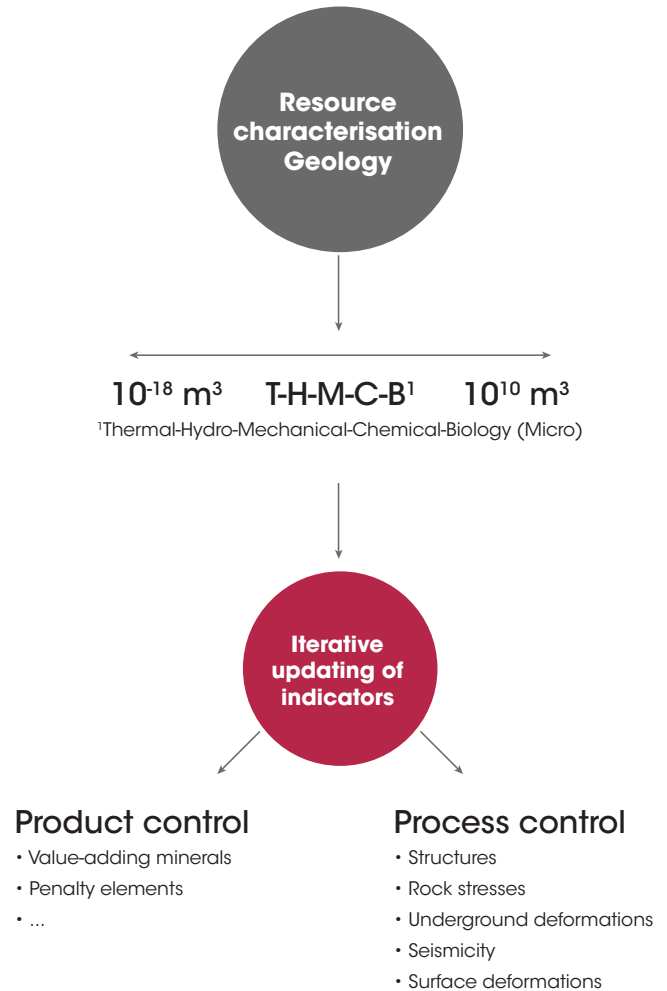 Resource
characterisation
Geology
10⁻¹⁸ m³ T-H-M-C-B¹ 10¹⁰ m³
¹Thermal-Hydro-Mechanical-Chemical-Biology (Micro)
Iterative
updating of
indicators
Product control
• Value-adding minerals
• Penalty elements
• ...
Process control
• Structures
• Rock stresses
• Underground deformations
• Seismicity
• Surface deformations